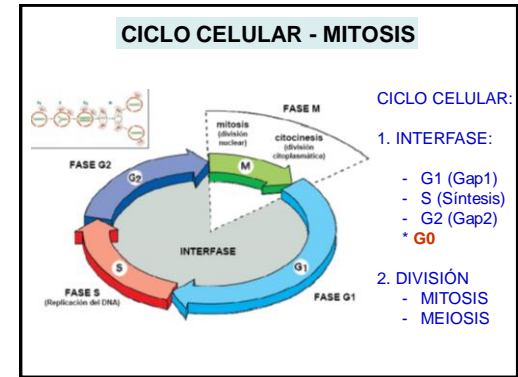 CICLO CELULAR - MITOSIS
FASE M
mitosis
(división
nuclear)
citocinesis
(división
citoplasmática)
FASE G2
G2
M
INTERFASE
S
G1
FASE S
(Replicación del DNA)
FASE G1
CICLO CELULAR:
1. INTERFASE:
- G1 (Gap1)
- S (Síntesis)
- G2 (Gap2)
* G0
2. DIVISIÓN
- MITOSIS
- MEIOSIS